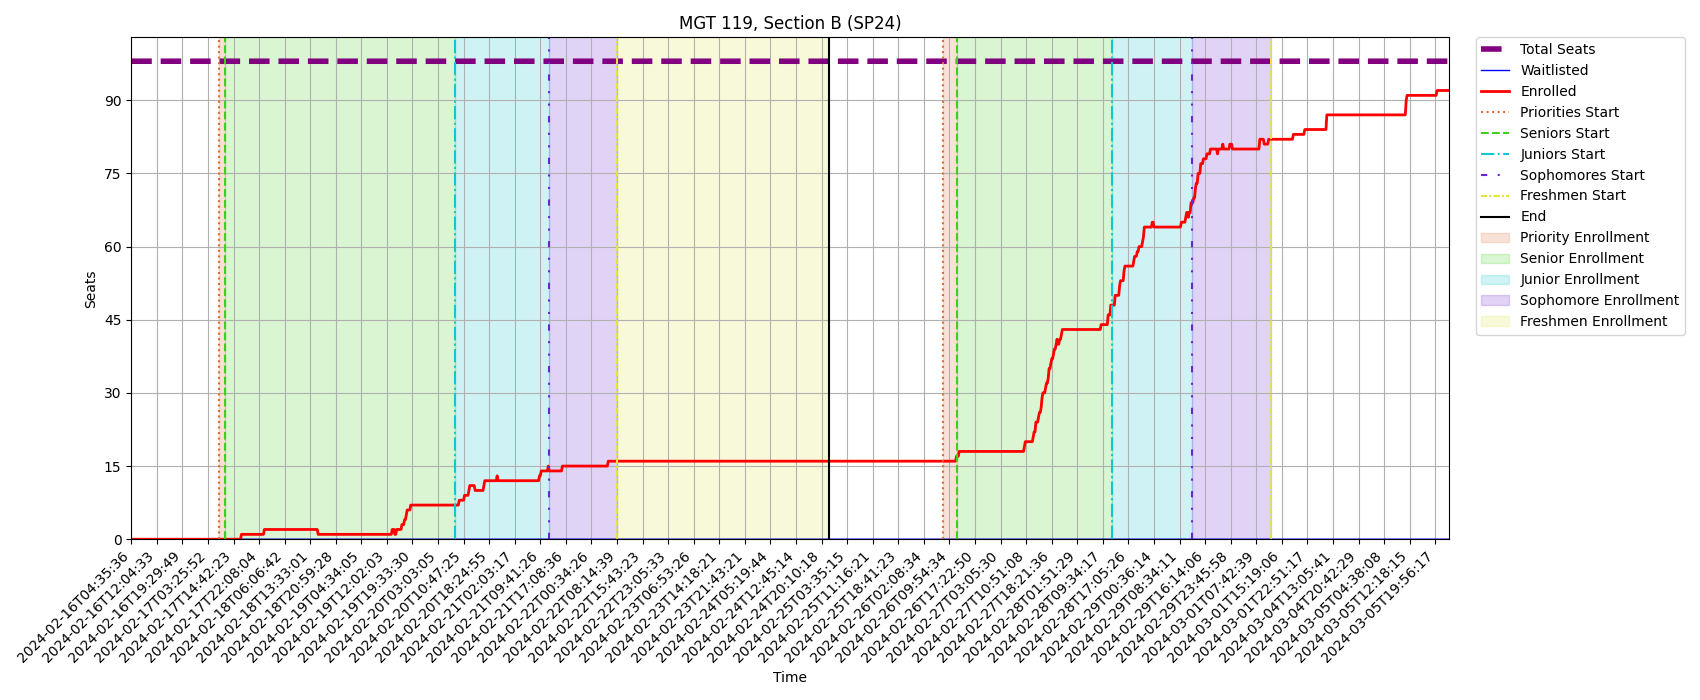 MGT 119, Section B (SP24)
Total Seats
Waitlisted
Enrolled
Priorities Start
Seniors Start
Juniors Start
Sophomores Start
Freshmen Start
End
Priority Enrollment
Senior Enrollment
Junior Enrollment
Sophomore Enrollment
Freshmen Enrollment
Seats
90
75
60
45
30
15
0
2024-02-16T04:35:36
2024-02-16T12:04:33
2024-02-16T19:29:49
2024-02-17T03:25:52
2024-02-17T14:42:23
2024-02-17T22:08:04
2024-02-18T06:06:42
2024-02-18T13:33:01
2024-02-18T20:59:28
2024-02-19T04:34:05
2024-02-19T12:02:03
2024-02-19T19:33:30
2024-02-20T03:03:05
2024-02-20T10:47:25
2024-02-20T18:24:55
2024-02-21T02:03:17
2024-02-21T09:41:26
2024-02-21T17:08:36
2024-02-22T00:34:26
2024-02-22T08:14:39
2024-02-22T15:43:23
2024-02-22T23:05:33
2024-02-23T06:53:26
2024-02-23T14:18:21
2024-02-23T21:43:21
2024-02-24T05:19:44
2024-02-24T12:45:14
2024-02-24T20:10:18
2024-02-25T03:35:15
2024-02-25T11:16:21
2024-02-25T18:41:23
2024-02-26T02:08:34
2024-02-26T09:54:34
2024-02-26T17:22:50
2024-02-27T03:05:30
2024-02-27T10:51:08
2024-02-27T18:21:36
2024-02-28T01:51:29
2024-02-28T09:34:17
2024-02-28T17:05:26
2024-02-29T00:36:14
2024-02-29T08:34:11
2024-02-29T16:14:06
2024-02-29T23:45:58
2024-03-01T07:42:39
2024-03-01T15:19:06
2024-03-01T22:51:17
2024-03-04T13:05:41
2024-03-04T20:42:29
2024-03-05T04:38:08
2024-03-05T12:18:15
2024-03-05T19:56:17
Time